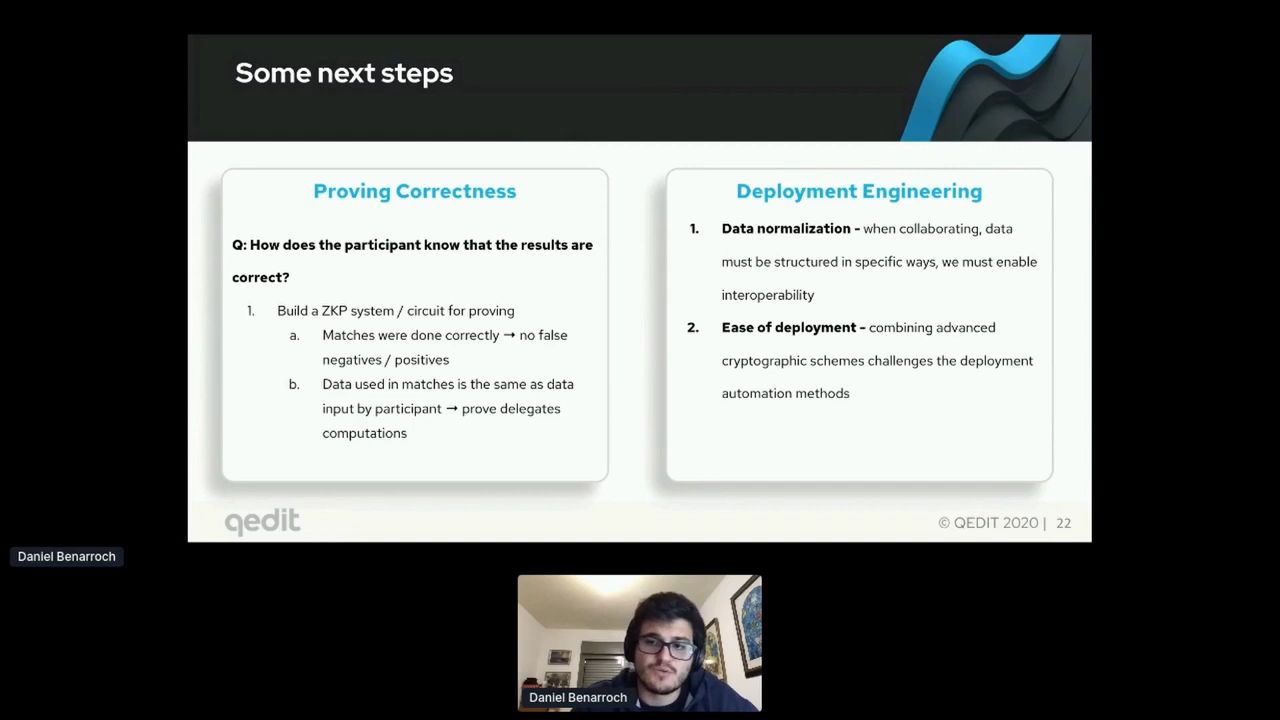 Some next steps
Proving Correctness
Q: How does the participant know that the results are
correct?
1. Build a ZKP system / circuit for proving
a. Matches were done correctly → no false
negatives / positives
b. Data used in matches is the same as data
input by participant → prove delegates
computations
Deployment Engineering
1. Data normalization - when collaborating, data
must be structured in specific ways, we must enable
interoperability
2. Ease of deployment - combining advanced
cryptographic schemes challenges the deployment
automation methods
qedit
© QEDIT 2020 | 22
Daniel Benarroch
Daniel Benarroch